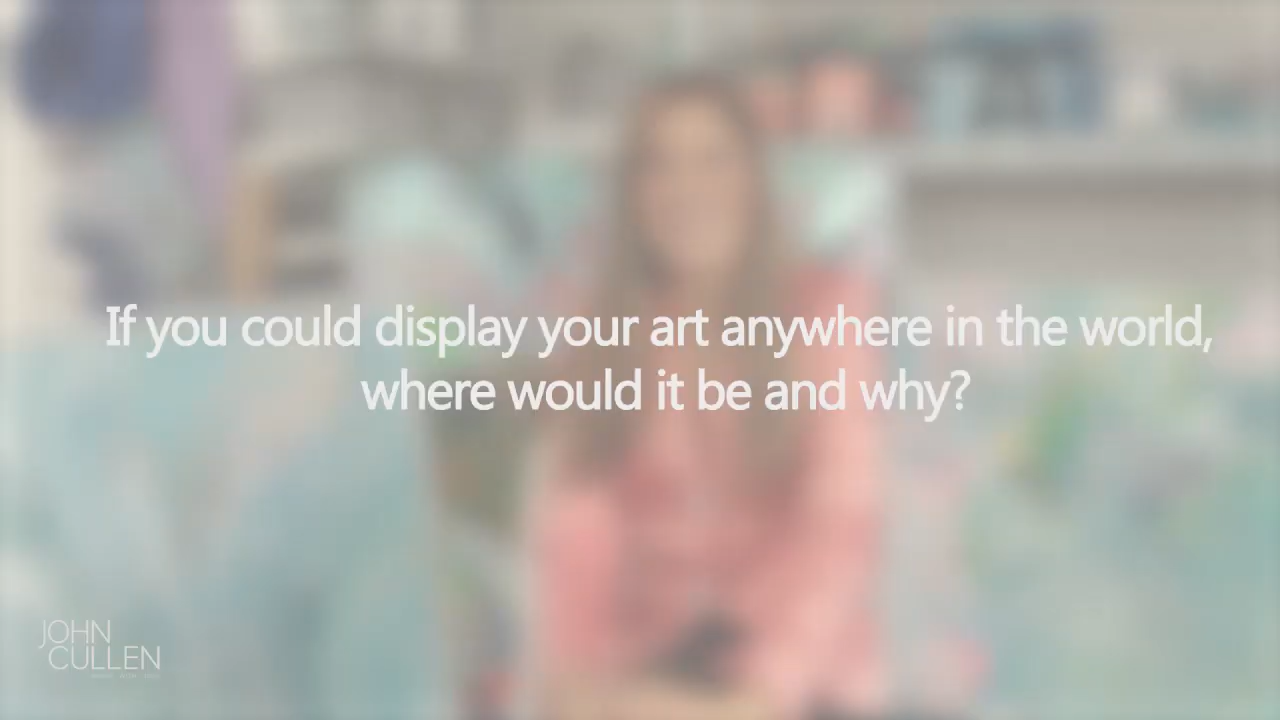 If you could display your art anywhere in the world,
where would it be and why?
JOHN
CULLEN